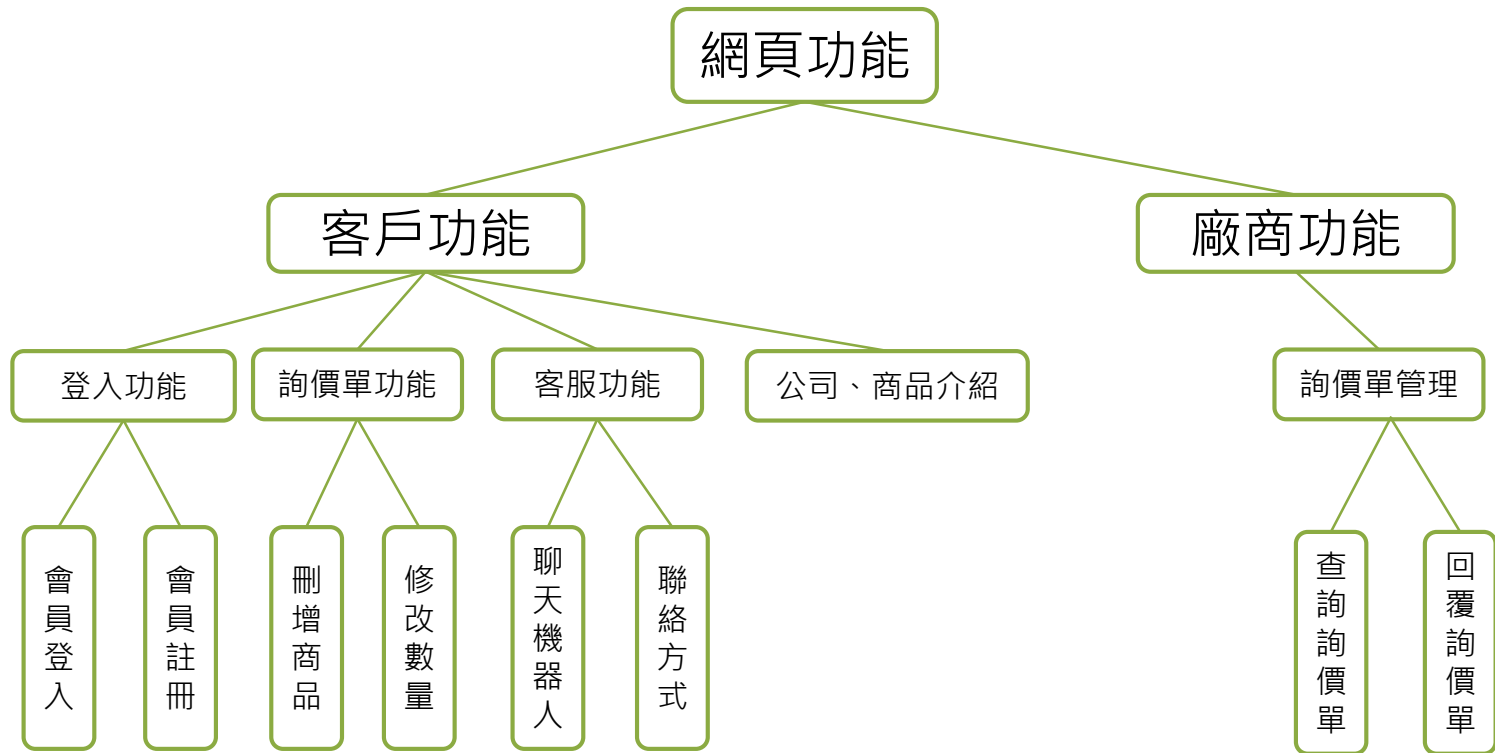 網頁功能
客戶功能
廠商功能
登入功能
詢價單功能
客服功能
公司、商品介紹
詢價單管理
會員登入
會員註冊
刪增商品
修改數量
聊天機器人
聯絡方式
查詢詢價單
回覆詢價單